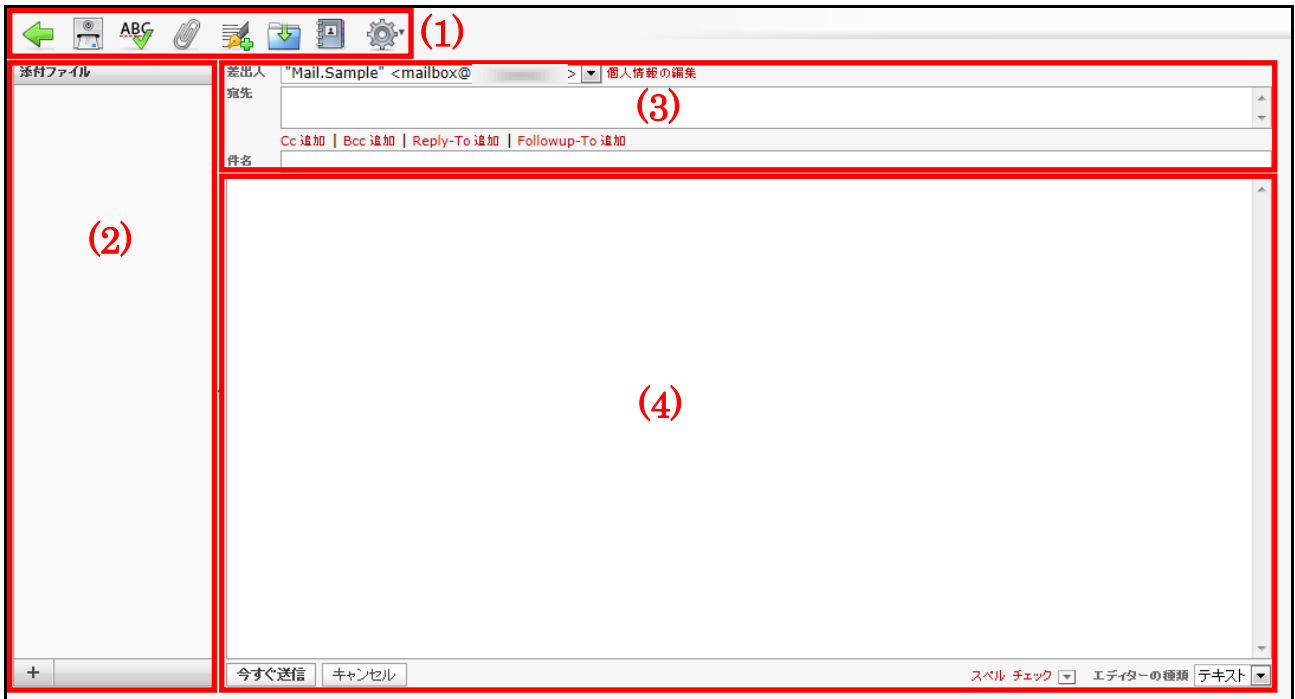 ABC
(1)
添付ファイル
差出人 "Mail.Sample" <mailbox@ > 個人情報の編集
宛先
(3)
Cc 追加 | Bcc 追加 | Reply-To 追加 | Followup-To 追加
件名
(2)
(4)
+
今すぐ送信 キャンセル スペル チェック エディターの種類 テキスト